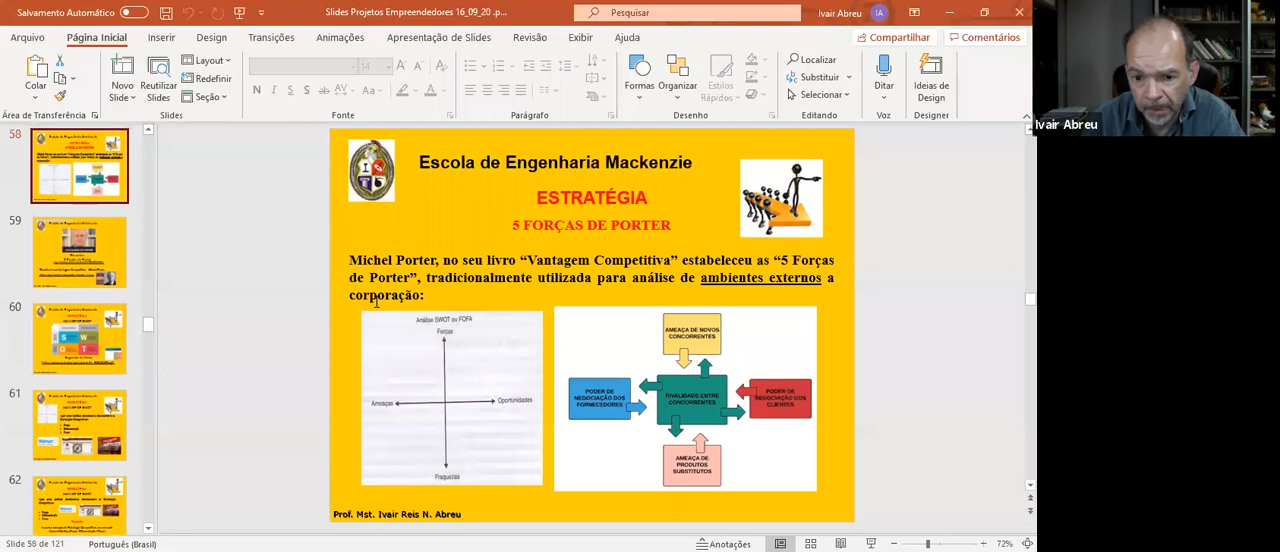 Salvamento Automático
Slides Projetos Empreendedores 16_09_20 .p...
Pesquisar
Ivair Abreu
IA
Arquivo
Página Inicial
Inserir
Design
Transições
Animações
Apresentação de Slides
Revisão
Exibir
Ajuda
Compartilhar
Comentários
Colar
Novo
Slide
Reutilizar
Slides
Layout
Redefinir
Seção
14
N
I
S
Aa
Formas
Organizar
Estilos
Rápidos
Localizar
Substituir
Selecionar
Ditar
Ideias de
Design
Área de Transferência
Slides
Fonte
Parágrafo
Desenho
Editando
Voz
Designer
Ivair Abreu
58
59
60
61
62
Escola de Engenharia Mackenzie
ESTRATÉGIA
5 FORÇAS DE PORTER
Michel Porter, no seu livro “Vantagem Competitiva” estabeleceu as “5 Forças
de Porter”, tradicionalmente utilizada para análise de ambientes externos a
corporação:
Análise SWOT ou FOFA
Forças
Ameaças
Oportunidades
Fraquezas
AMEAÇA DE NOVOS
CONCORRENTES
PODER DE
NEGOCIAÇÃO DOS
FORNECEDORES
RIVALIDADE ENTRE
CONCORRENTES
PODER DE
NEGOCIAÇÃO DOS
CLIENTES
AMEAÇA DE
PRODUTOS
SUBSTITUTOS
Prof. Mst. Ivair Reis N. Abreu
Slide 58 de 121
Português (Brasil)
Anotações
72%